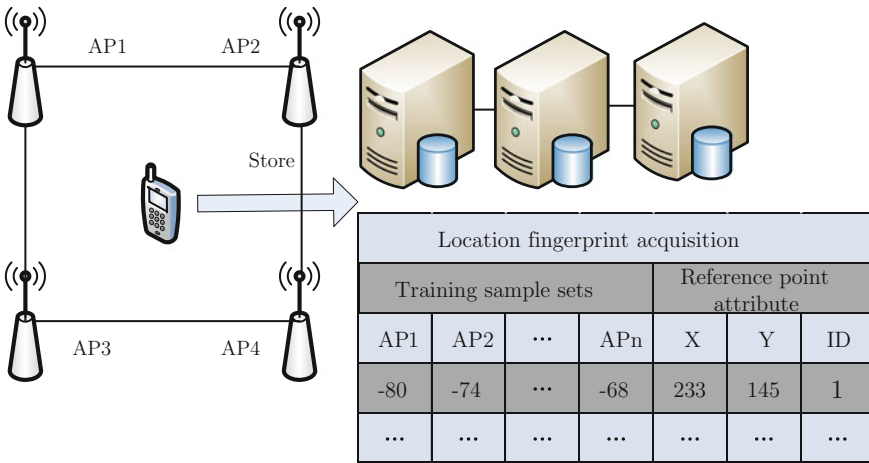 AP1 AP2
Store
AP3 AP4
Location fingerprint acquisition
Training sample sets
Reference point
attribute
AP1 AP2 ... APn X Y ID
-80 -74 ... -68 233 145 1
... ... ... ... ... ... ...